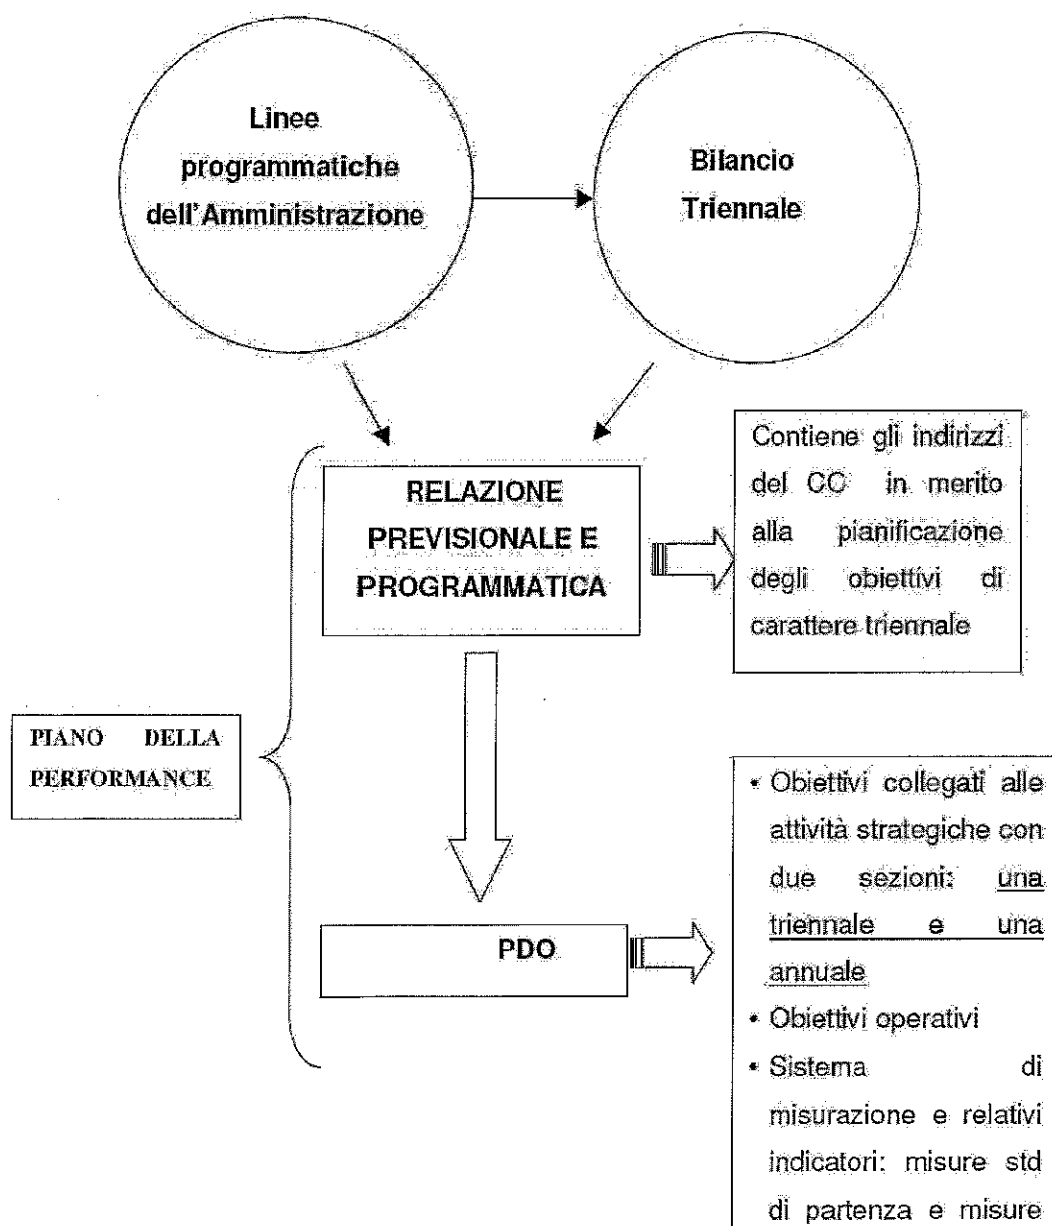 Linee
programmatiche
dell'Amministrazione
Bilancio
Triennale
RELAZIONE
PREVISIONALE E
PROGRAMMATICA
Contiene gli indirizzi
del CC in merito
alla pianificazione
degli obiettivi di
carattere triennale
PIANO DELLA
PERFORMANCE
PDO
• Obiettivi collegati alle
attività strategiche con
due sezioni: una
triennale e una
annuale
• Obiettivi operativi
• Sistema di
misurazione e relativi
indicatori: misure std
di partenza e misure